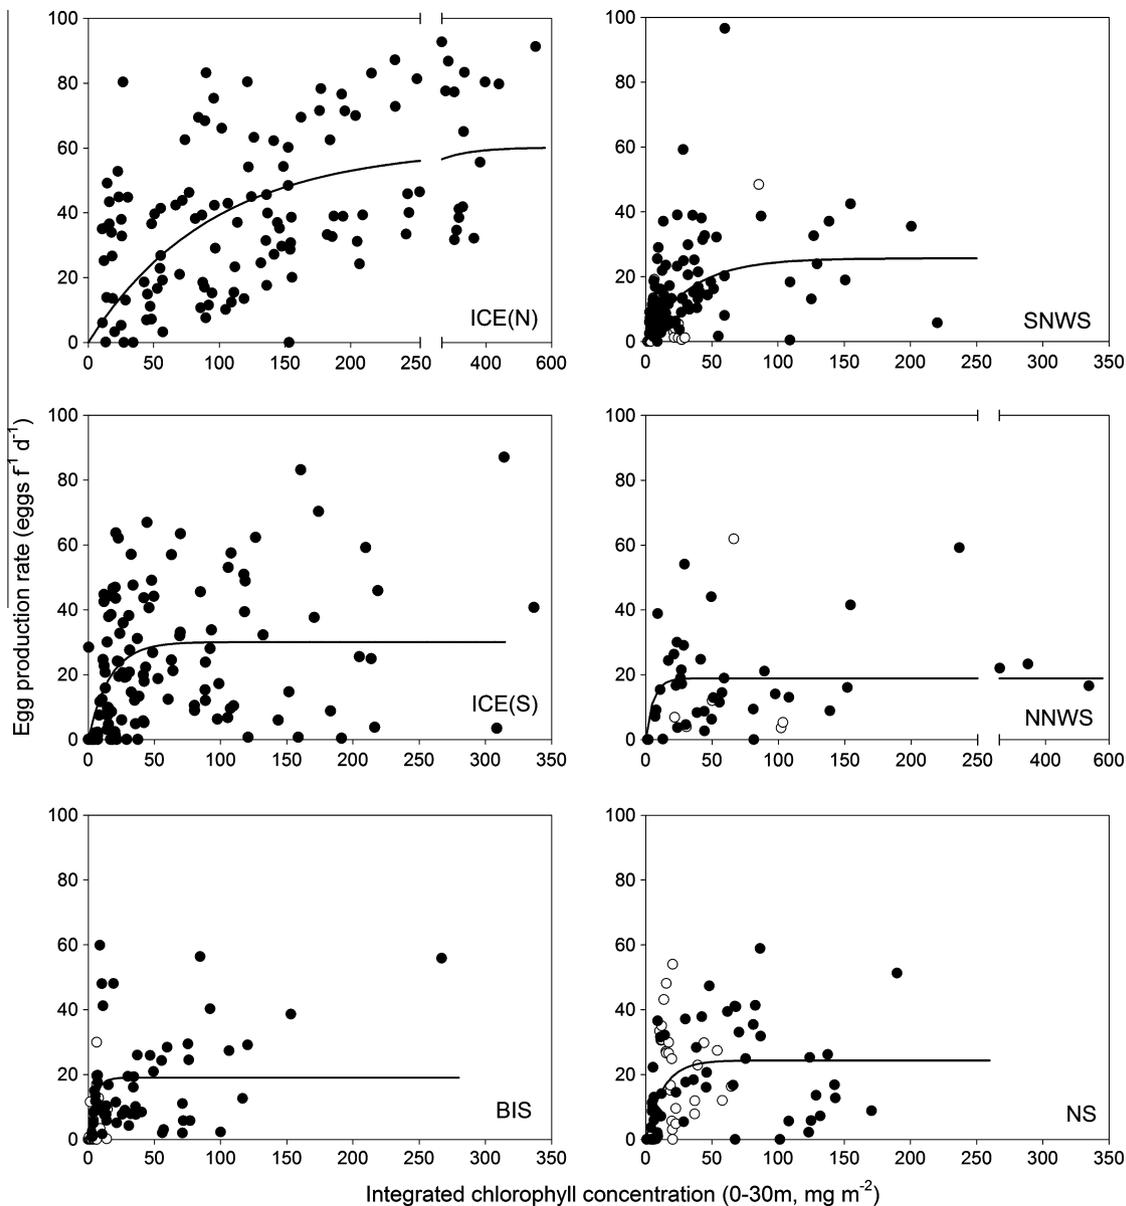 100
80
60
40
20
0
0 50 100 150 200 250 400 600
ICE(N)
100
80
60
40
20
0
0 50 100 150 200 250 300 350
SNWS
100
80
60
40
20
0
0 50 100 150 200 250 300 350
ICE(S)
100
80
60
40
20
0
0 50 100 150 200 250 400 600
NNWS
100
80
60
40
20
0
0 50 100 150 200 250 300 350
BIS
100
80
60
40
20
0
0 50 100 150 200 250 300 350
NS
Egg production rate (eggs f⁻¹ d⁻¹)
Integrated chlorophyll concentration (0-30m, mg m⁻²)